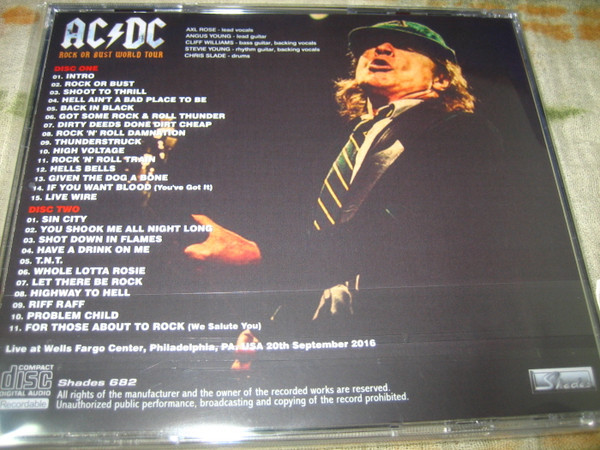 AC DC
ROCK OR BUST WORLD TOUR
AXL ROSE - lead vocals
ANGUS YOUNG - lead guitar
CLIFF WILLIAMS - bass guitar, backing vocals
STEVIE YOUNG - rhythm guitar, backing vocals
CHRIS SLADE - drums
DISC ONE
01. INTRO
02. ROCK OR BUST
03. SHOOT TO THRILL
04. HELL AIN'T A BAD PLACE TO BE
05. BACK IN BLACK
06. GOT SOME ROCK & ROLL THUNDER
07. DIRTY DEEDS DONE DIRT CHEAP
08. ROCK 'N' ROLL DAMNATION
09. THUNDERSTRUCK
10. HIGH VOLTAGE
11. ROCK 'N' ROLL TRAIN
12. HELLS BELLS
13. GIVEN THE DOG A BONE
14. IF YOU WANT BLOOD (You've Got It)
15. LIVE WIRE
DISC TWO
01. SIN CITY
02. YOU SHOOK ME ALL NIGHT LONG
03. SHOT DOWN IN FLAMES
04. HAVE A DRINK ON ME
05. T.N.T.
06. WHOLE LOTTA ROSIE
07. LET THERE BE ROCK
08. HIGHWAY TO HELL
09. RIFF RAFF
10. PROBLEM CHILD
11. FOR THOSE ABOUT TO ROCK (We Salute You)
Live at Wells Fargo Center, Philadelphia, PA, USA 20th September 2016
COMPACT
disc
DIGITAL AUDIO
Recordable
Shades 682
All rights of the manufacturer and the owner of the recorded works are reserved.
Unauthorized public performance, broadcasting and copying of the record prohibited.
Shades